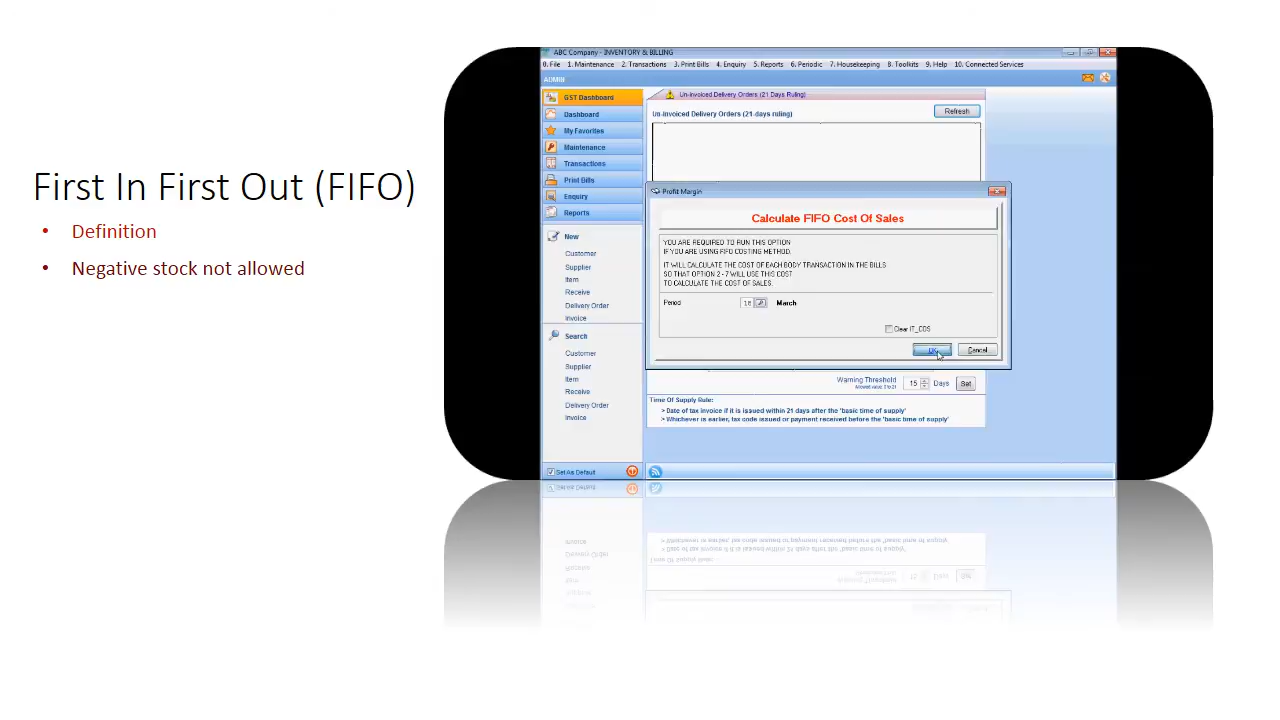 First In First Out (FIFO)
• Definition
• Negative stock not allowed
ABC Company - INVENTORY & BILLING
0. File 1. Maintenance 2. Transactions 3. Print Bills 4. Enquiry 5. Reports 6. Periodic 7. Housekeeping 8. Toolkits 9. Help 10. Connected Services
ADMIN
GST Dashboard
Dashboard
My Favorites
Maintenance
Transactions
Print Bills
Enquiry
Reports
New
Customer
Supplier
Item
Receive
Delivery Order
Invoice
Search
Customer
Supplier
Item
Receive
Delivery Order
Invoice
Set As Default
Un-Invoiced Delivery Orders (21 Days Ruling)
Un-Invoiced Delivery Orders (21-days ruling)
Refresh
Profit Margin
Calculate FIFO Cost Of Sales
YOU ARE REQUIRED TO RUN THIS OPTION
IF YOU ARE USING FIFO COSTING METHOD.
IT WILL CALCULATE THE COST OF EACH BODY TRANSACTION IN THE BILLS
SO THAT OPTION 2 - 7 WILL USE THIS COST
TO CALCULATE THE COST OF SALES.
Period 18 March
Clear IT_COS
OK Cancel
Warning Threshold 15 Days Set
Time Of Supply Rule:
> Date of tax invoice if it is issued within 21 days after the 'basic time of supply'
> Whichever is earlier, tax code issued or payment received before the 'basic time of supply'